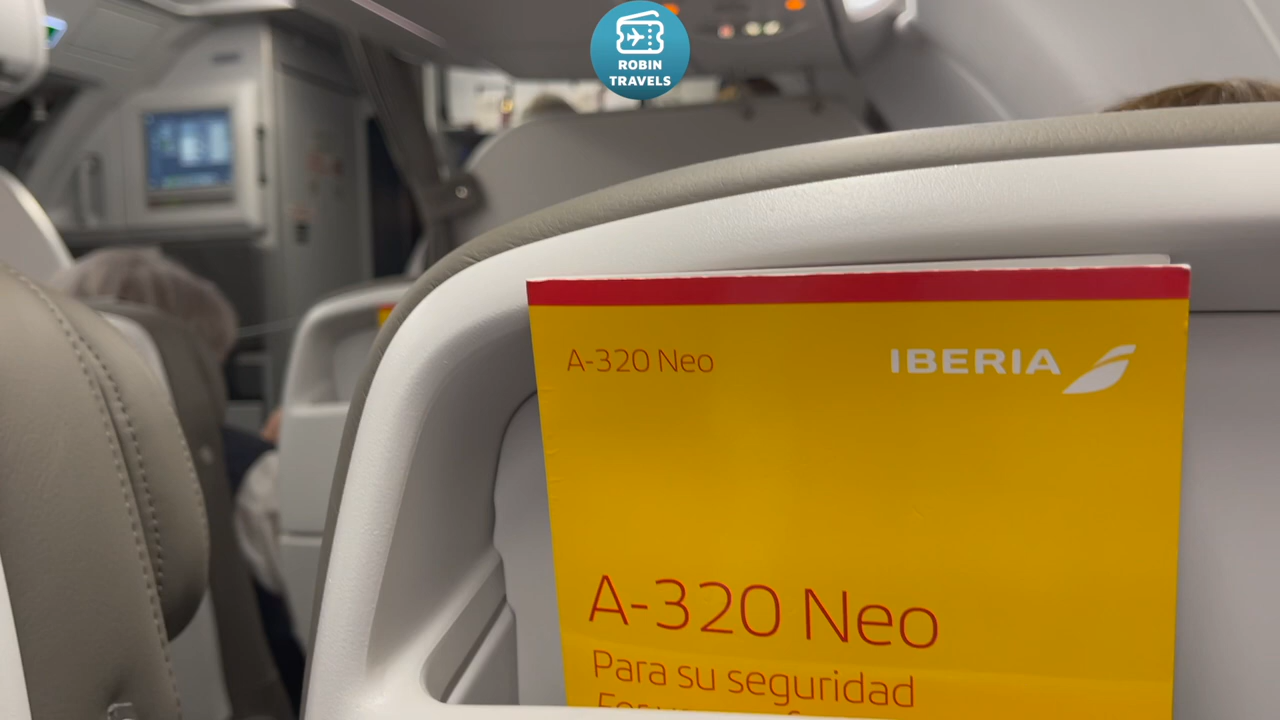 ROBIN
TRAVELS
A-320 Neo
IBERIA
A-320 Neo
Para su seguridad